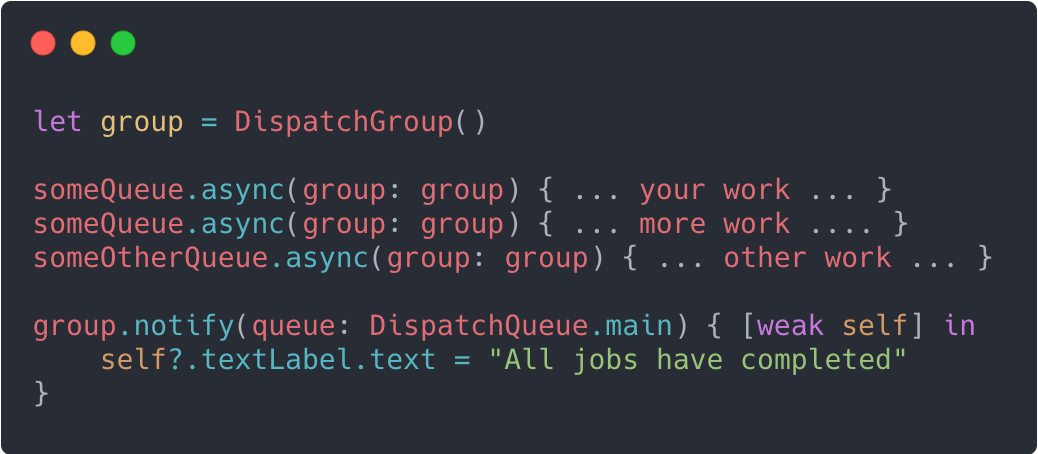 let group = DispatchGroup()
someQueue.async(group: group) { ... your work ... }
someQueue.async(group: group) { ... more work .... }
someOtherQueue.async(group: group) { ... other work ... }
group.notify(queue: DispatchQueue.main) { [weak self] in
    self?.textLabel.text = "All jobs have completed"
}